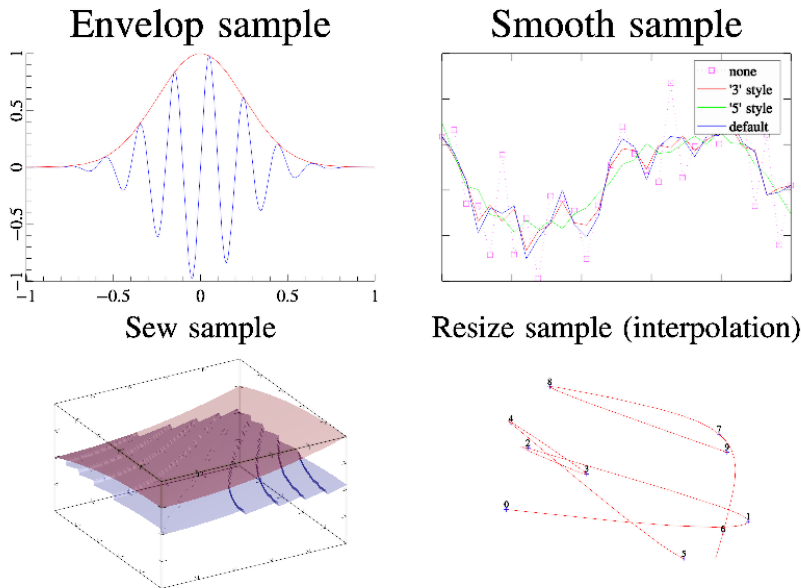 Envelop sample
1
0.5
0
−0.5
−1
−1
−0.5
0
0.5
1
Smooth sample
none
'3' style
'5' style
default
Sew sample
Resize sample (interpolation)
8
4
7
2
9
3
0
1
6
5